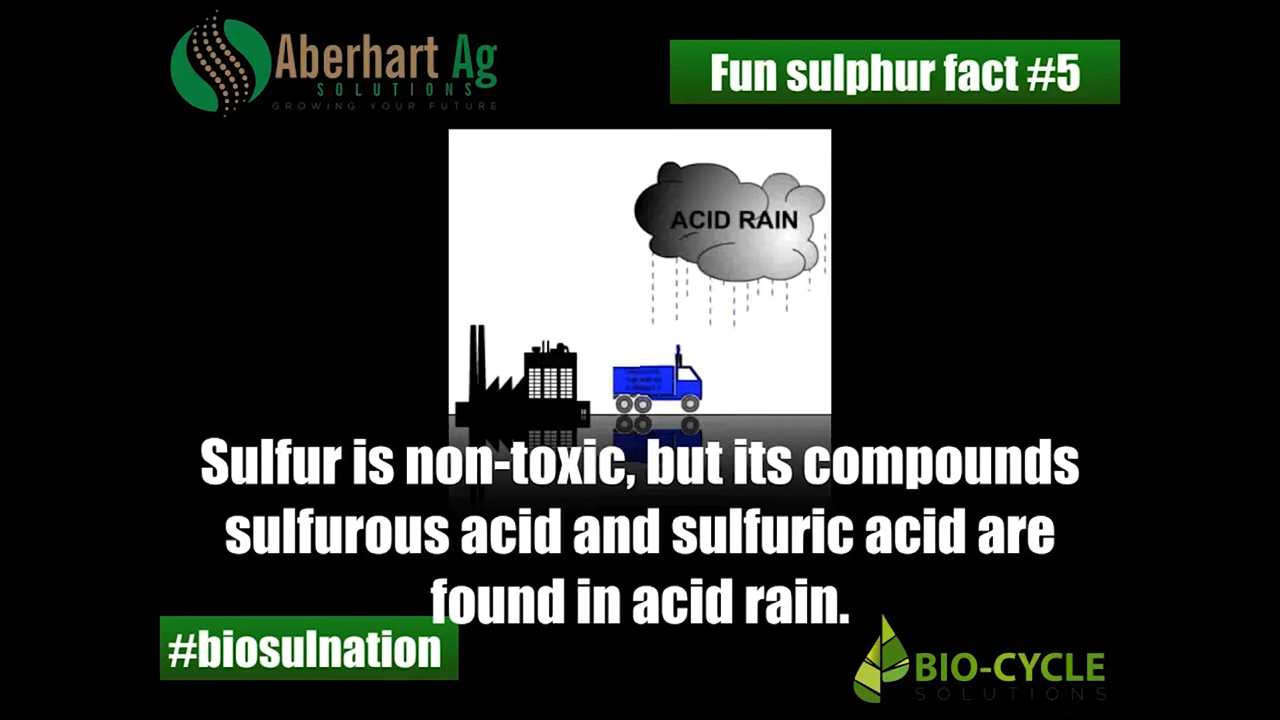 Aberhart Ag
SOLUTIONS
GROWING YOUR FUTURE
Fun sulphur fact #5
ACID RAIN
Sulfur is non-toxic, but its compounds
sulfurous acid and sulfuric acid are
found in acid rain.
#biosulnation
BIO-CYCLE
SOLUTIONS